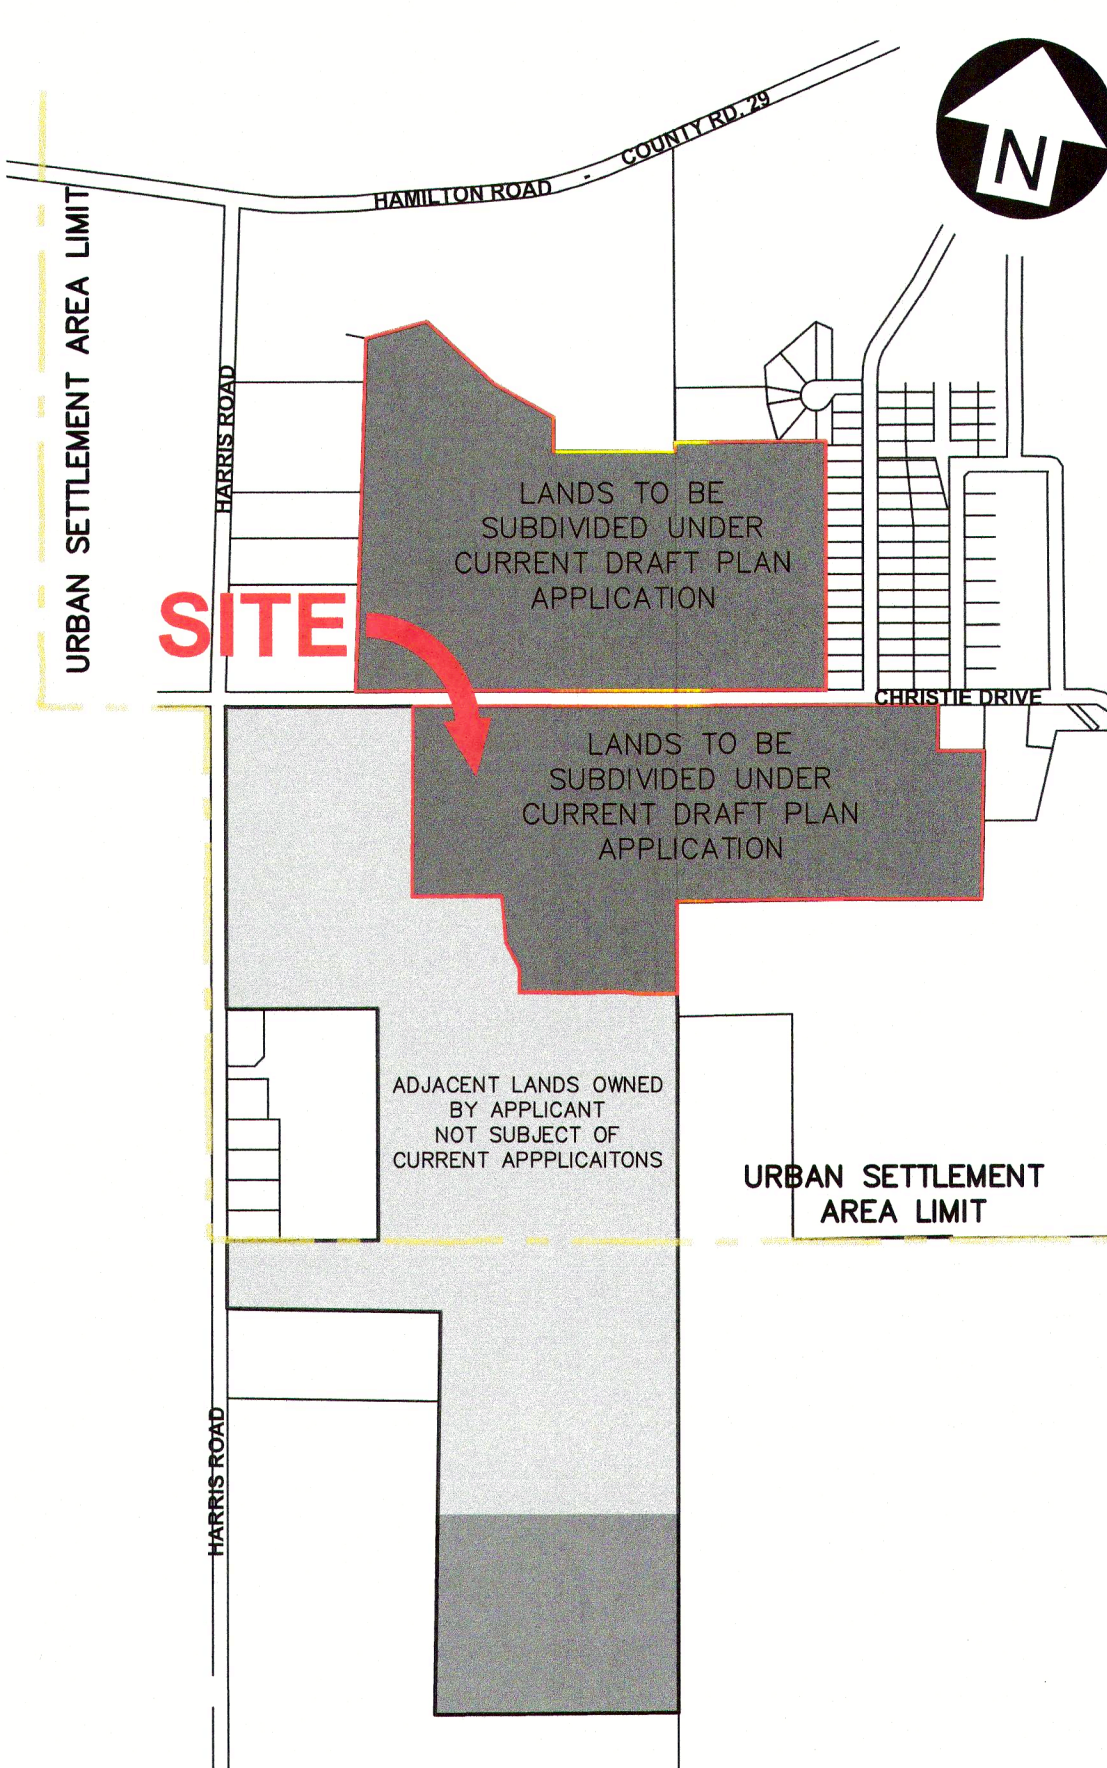 COUNTY RD. 29
-
HAMILTON ROAD
N
URBAN SETTLEMENT AREA LIMIT
HARRIS ROAD
LANDS TO BE
SUBDIVIDED UNDER
CURRENT DRAFT PLAN
APPLICATION
SITE
CHRISTIE DRIVE
LANDS TO BE
SUBDIVIDED UNDER
CURRENT DRAFT PLAN
APPLICATION
ADJACENT LANDS OWNED
BY APPLICANT
NOT SUBJECT OF
CURRENT APPPLICAITONS
URBAN SETTLEMENT
AREA LIMIT
HARRIS ROAD